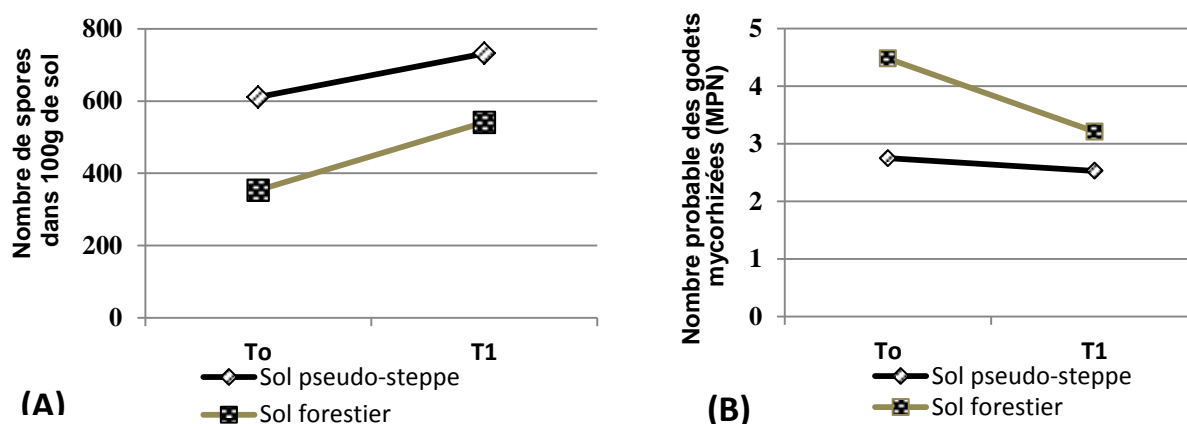 Nombre de spores
dans 100g de sol
800
600
400
200
0
To
T1
Sol pseudo-steppe
Sol forestier
(A)
Nombre probable des godets
mycorhizées (MPN)
5
4
3
2
1
0
To
T1
Sol pseudo-steppe
Sol forestier
(B)